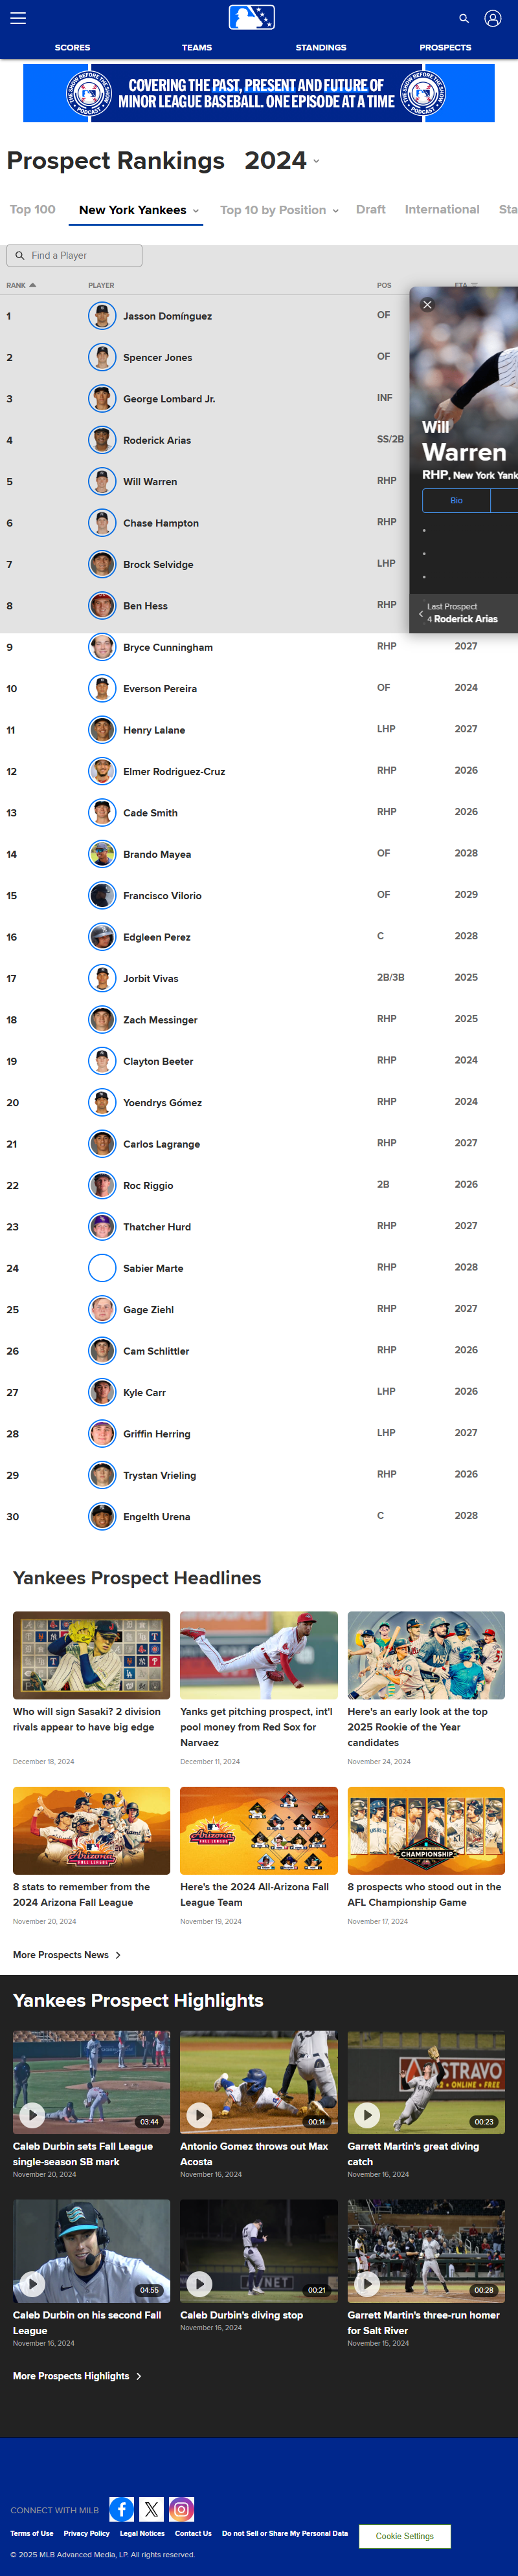 SCORES TEAMS STANDINGS PROSPECTS
THE SHOW BEFORE THE SHOW
COVERING THE PAST, PRESENT AND FUTURE OF
MINOR LEAGUE BASEBALL. ONE EPISODE AT A TIME
Prospect Rankings 2024
Top 100 New York Yankees Top 10 by Position Draft International Sta
Find a Player
RANK PLAYER POS ETA
1 Jasson Domínguez OF
2 Spencer Jones OF
3 George Lombard Jr. INF
4 Roderick Arias SS/2B
5 Will Warren RHP
6 Chase Hampton RHP
7 Brock Selvidge LHP
8 Ben Hess RHP
Will
Warren
RHP, New York Yank
Bio
Last Prospect
4 Roderick Arias
9 Bryce Cunningham RHP 2027
10 Everson Pereira OF 2024
11 Henry Lalane LHP 2027
12 Elmer Rodriguez-Cruz RHP 2026
13 Cade Smith RHP 2026
14 Brando Mayea OF 2028
15 Francisco Vilorio OF 2029
16 Edgleen Perez C 2028
17 Jorbit Vivas 2B/3B 2025
18 Zach Messinger RHP 2025
19 Clayton Beeter RHP 2024
20 Yoendrys Gómez RHP 2024
21 Carlos Lagrange RHP 2027
22 Roc Riggio 2B 2026
23 Thatcher Hurd RHP 2027
24 Sabier Marte RHP 2028
25 Gage Ziehl RHP 2027
26 Cam Schlittler RHP 2026
27 Kyle Carr LHP 2026
28 Griffin Herring LHP 2027
29 Trystan Vrieling RHP 2026
30 Engelth Urena C 2028
Yankees Prospect Headlines
Who will sign Sasaki? 2 division
rivals appear to have big edge
December 18, 2024
Yanks get pitching prospect, int'l
pool money from Red Sox for
Narvaez
December 11, 2024
Here's an early look at the top
2025 Rookie of the Year
candidates
November 24, 2024
Arizona
FALL LEAGUE
Arizona
FALL LEAGUE
CHAMPIONSHIP
8 stats to remember from the
2024 Arizona Fall League
November 20, 2024
Here's the 2024 All-Arizona Fall
League Team
November 19, 2024
8 prospects who stood out in the
AFL Championship Game
November 17, 2024
More Prospects News
Yankees Prospect Highlights
03:44
00:14
ASTRAVO
ONLINE • FREE
00:23
Caleb Durbin sets Fall League
single-season SB mark
November 20, 2024
Antonio Gomez throws out Max
Acosta
November 16, 2024
Garrett Martin's great diving
catch
November 16, 2024
04:55
00:21
00:28
Caleb Durbin on his second Fall
League
November 16, 2024
Caleb Durbin's diving stop
November 16, 2024
Garrett Martin's three-run homer
for Salt River
November 15, 2024
More Prospects Highlights
CONNECT WITH MILB
Terms of Use Privacy Policy Legal Notices Contact Us Do not Sell or Share My Personal Data
Cookie Settings
© 2025 MLB Advanced Media, LP. All rights reserved.